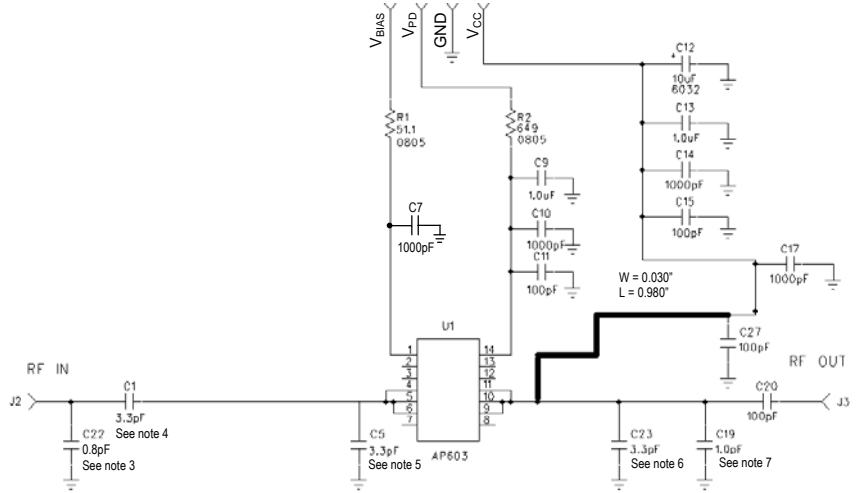 VBIAS
VPD
GND
VCC
+
C12
10uF
6032
C13
1.0uF
C14
1000pF
C15
100pF
R1
51.1
0805
R2
649
0805
C9
1.0uF
C10
1000pF
C11
100pF
C7
1000pF
C17
1000pF
W = 0.030"
L = 0.980"
C27
100pF
U1
1
2
3
4
5
6
7
14
13
12
11
10
9
8
AP603
RF IN
J2
C1
3.3pF
See note 4
C22
0.8pF
See note 3
C5
3.3pF
See note 5
C23
3.3pF
See note 6
C19
1.0pF
See note 7
C20
100pF
RF OUT
J3